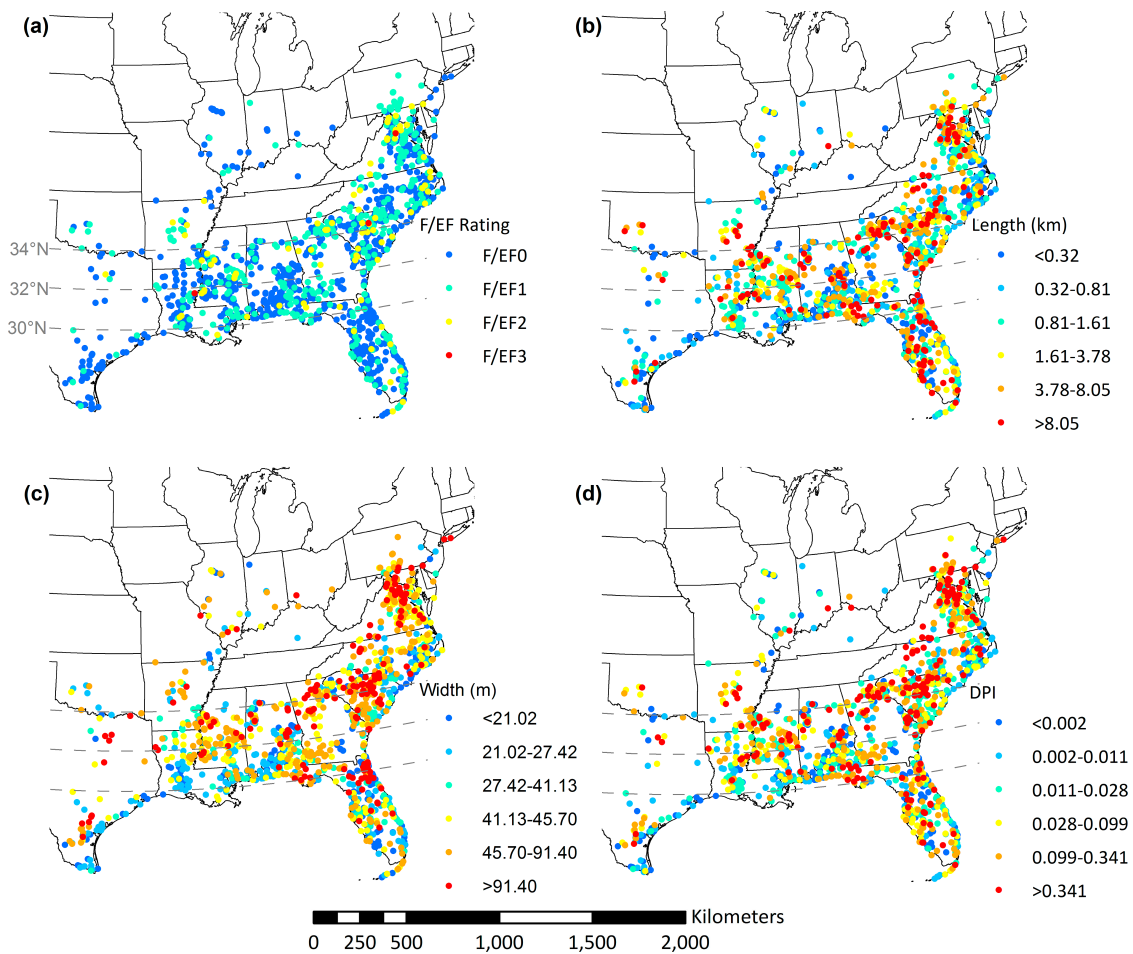 (a)
F/EF Rating
34°N
F/EF0
32°N
F/EF1
30°N
F/EF2
F/EF3
(b)
Length (km)
<0.32
0.32-0.81
0.81-1.61
1.61-3.78
3.78-8.05
>8.05
(c)
Width (m)
<21.02
21.02-27.42
27.42-41.13
41.13-45.70
45.70-91.40
>91.40
(d)
DPI
<0.002
0.002-0.011
0.011-0.028
0.028-0.099
0.099-0.341
>0.341
Kilometers
0 250 500 1,000 1,500 2,000